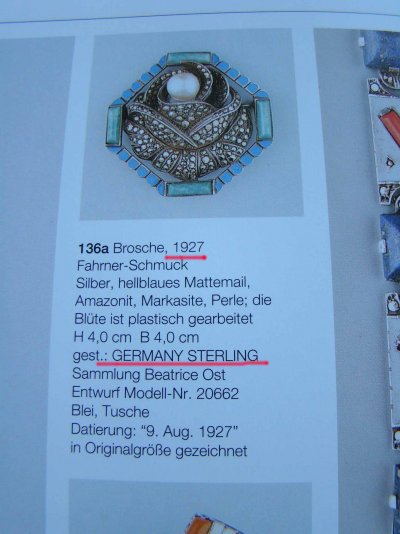 136a Brosche, 1927
Fahrner-Schmuck
Silber, hellblaues Mattemail,
Amazonit, Markasite, Perle; die
Blüte ist plastisch gearbeitet
H 4,0 cm  B 4,0 cm
gest.: GERMANY STERLING
Sammlung Beatrice Ost
Entwurf Modell-Nr. 20662
Blei, Tusche
Datierung: “9. Aug. 1927”
in Originalgröße gezeichnet